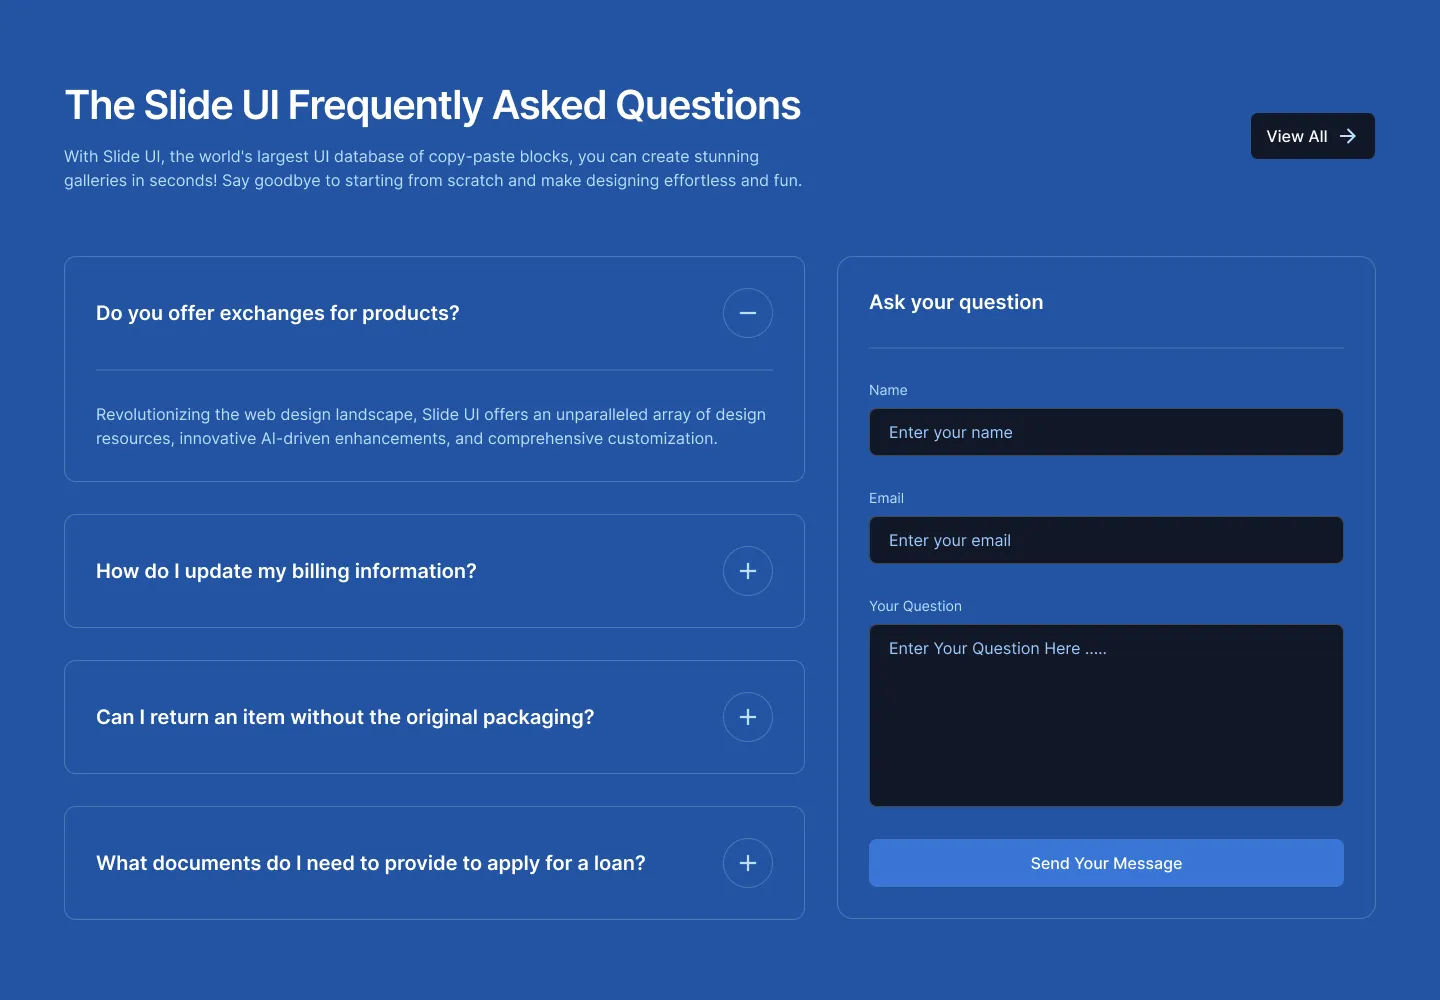 The Slide UI Frequently Asked Questions
With Slide UI, the world's largest UI database of copy-paste blocks, you can create stunning
galleries in seconds! Say goodbye to starting from scratch and make designing effortless and fun.
View All
Do you offer exchanges for products?
Revolutionizing the web design landscape, Slide UI offers an unparalleled array of design
resources, innovative AI-driven enhancements, and comprehensive customization.
How do I update my billing information?
Can I return an item without the original packaging?
What documents do I need to provide to apply for a loan?
Ask your question
Name
Enter your name
Email
Enter your email
Your Question
Enter Your Question Here .....
Send Your Message